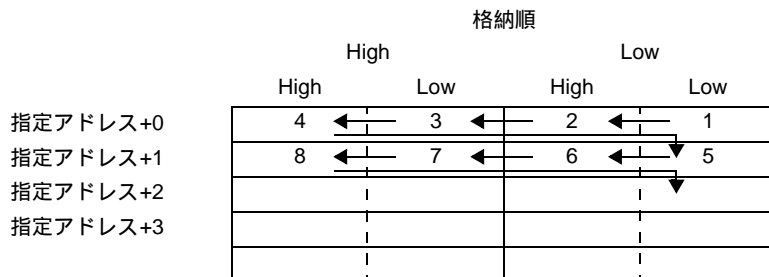 格納順
High Low
High Low High Low
指定アドレス+0 4 3 2 1
指定アドレス+1 8 7 6 5
指定アドレス+2
指定アドレス+3